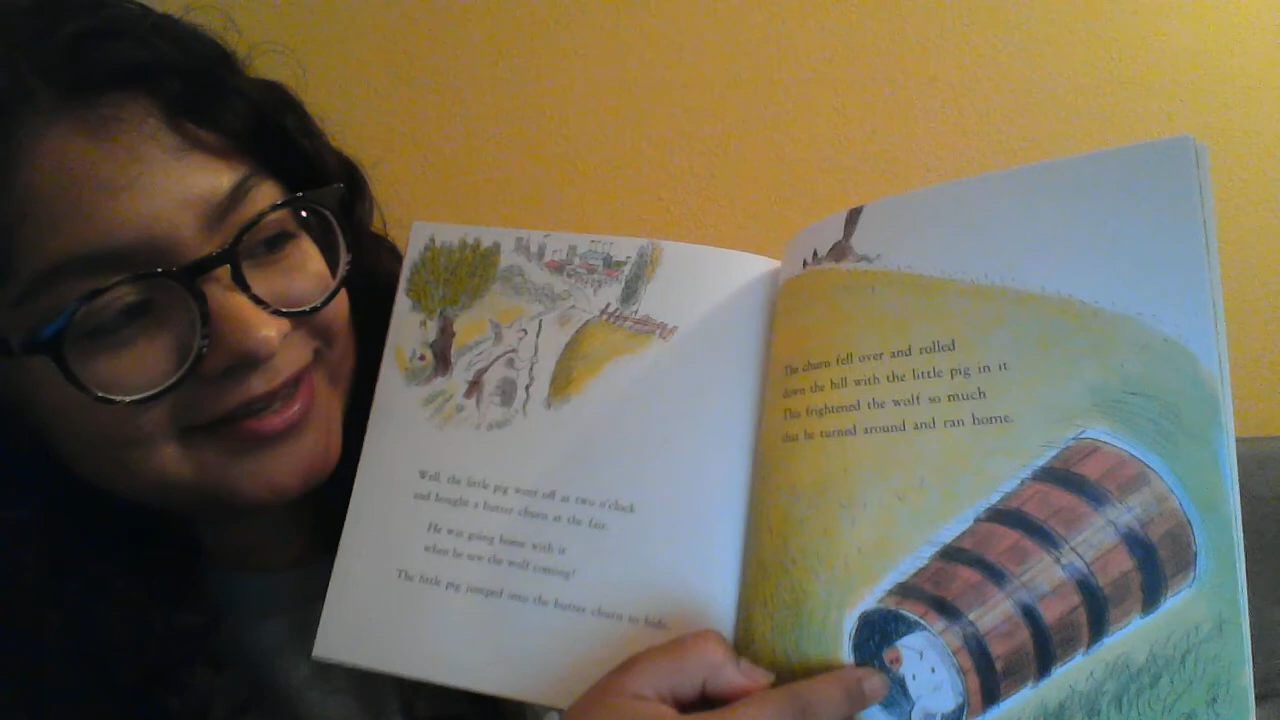 Well, the little pig went off at two o'clock
and bought a butter churn at the fair.
He was going home with it
when he saw the wolf coming!
The little pig jumped into the butter churn to hide.
The churn fell over and rolled
down the hill with the little pig in it
This frightened the wolf so much
that he turned around and ran home.